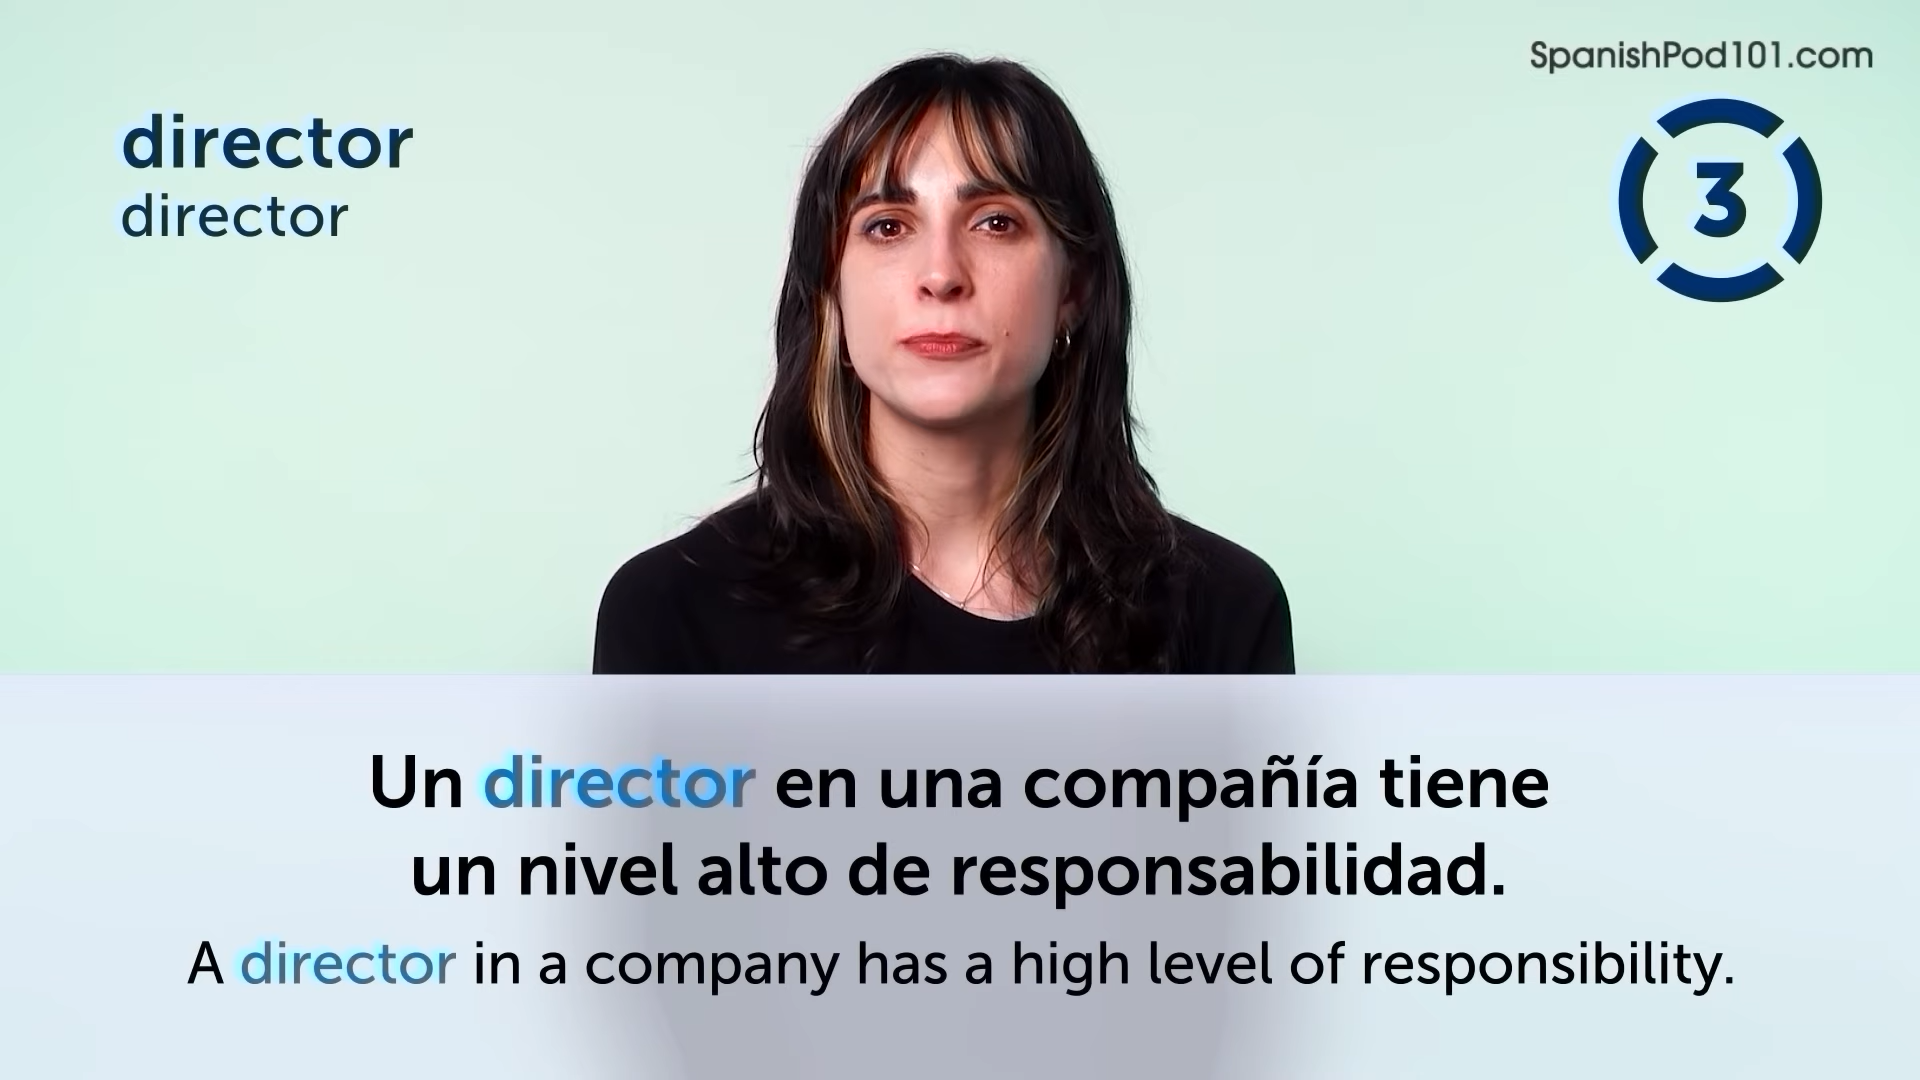 SpanishPod101.com
director
director
3
Un director en una compañía tiene
un nivel alto de responsabilidad.
A director in a company has a high level of responsibility.